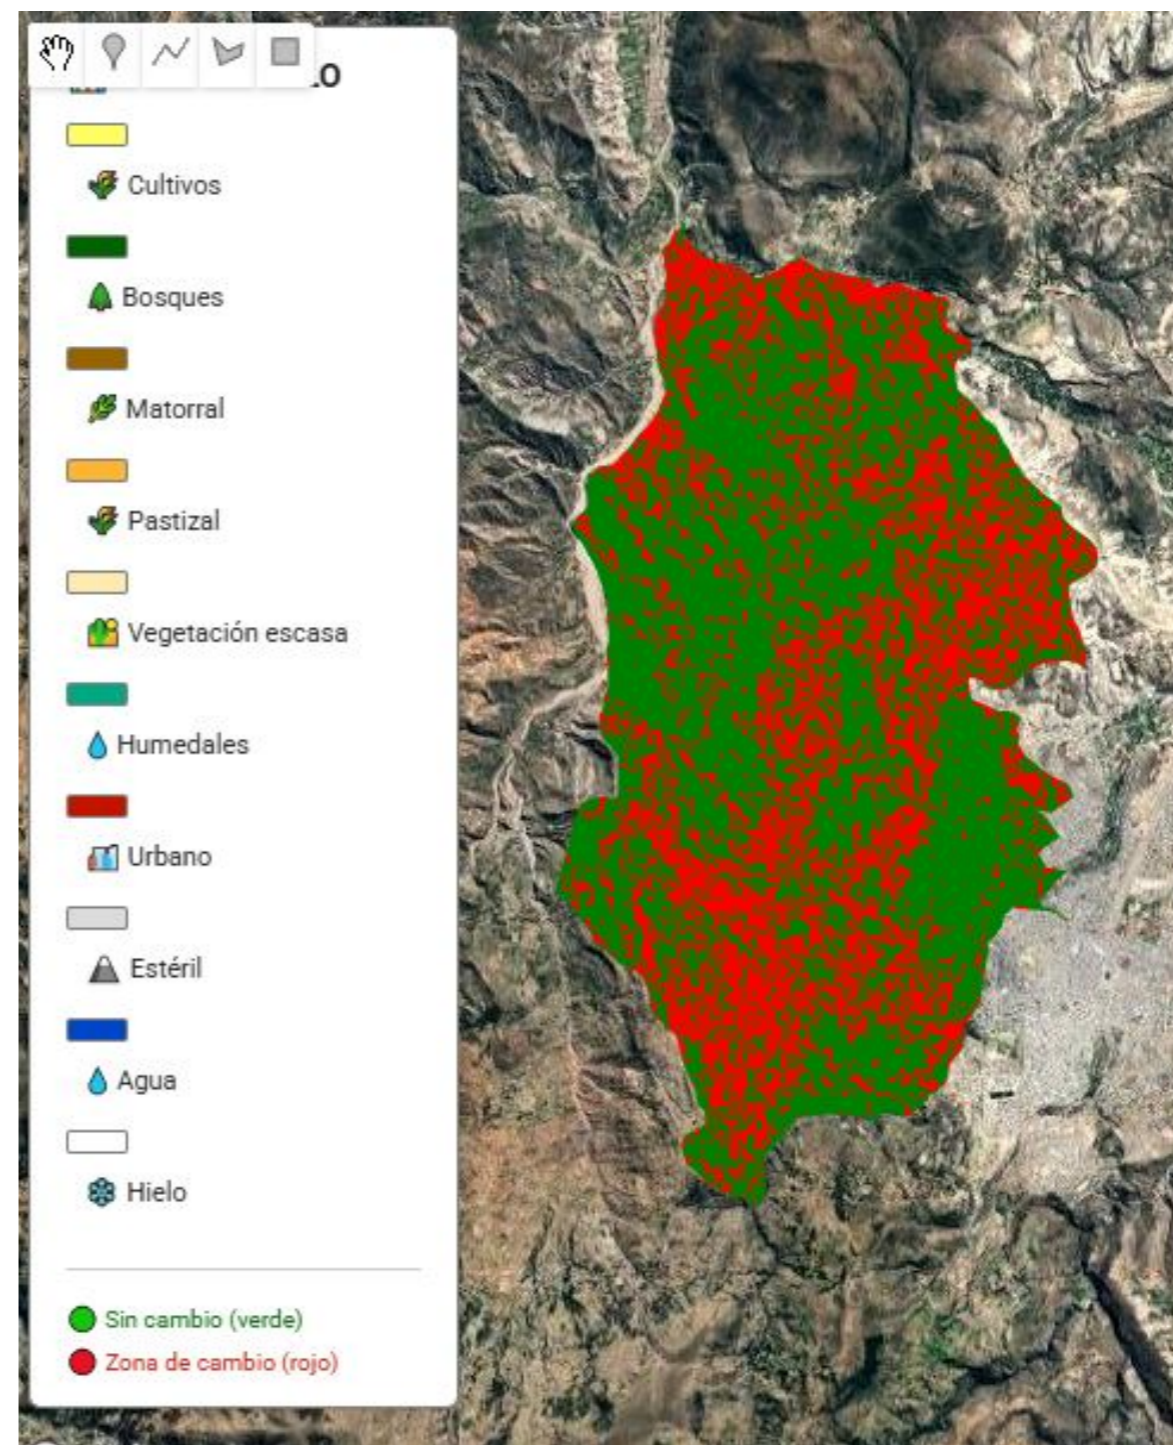 Cultivos
Bosques
Matorral
Pastizal
Vegetación escasa
Humedales
Urbano
Estéril
Agua
Hielo
Sin cambio (verde)
Zona de cambio (rojo)